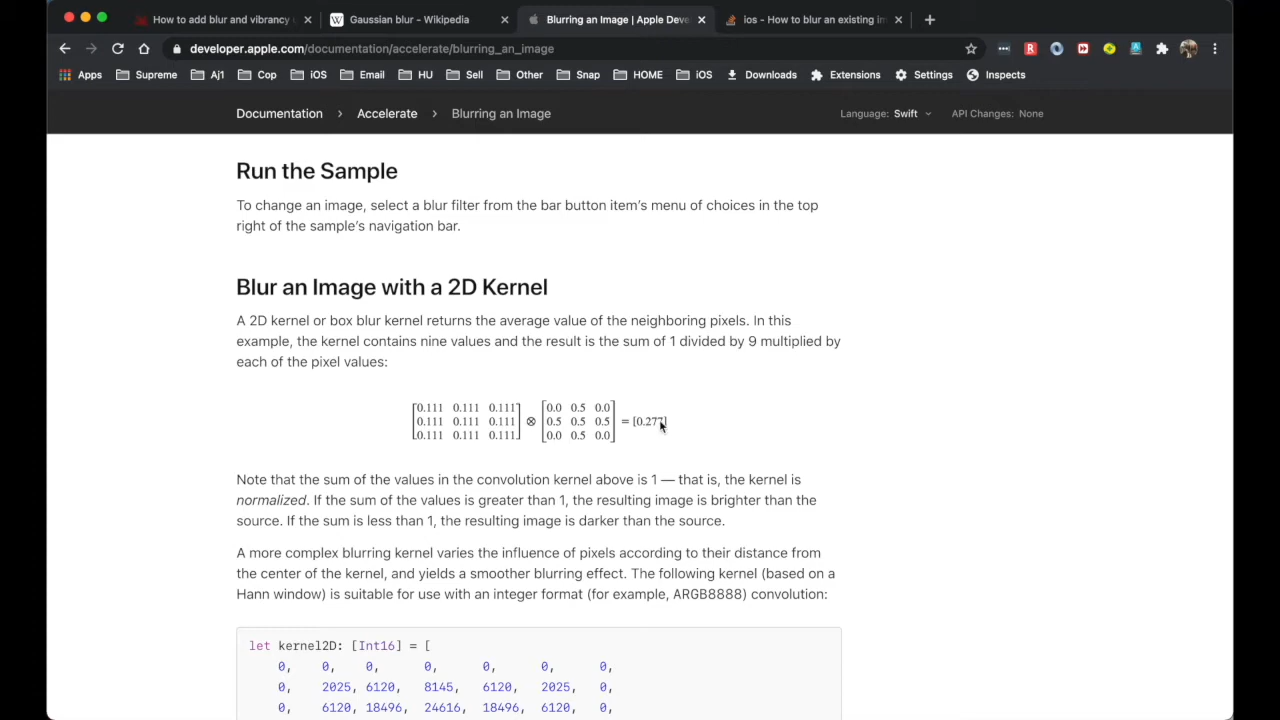 How to add blur and vibrancy
Gaussian blur - Wikipedia
Blurring an Image | Apple Deve
ios - How to blur an existing im
developer.apple.com/documentation/accelerate/blurring_an_image
Apps Supreme Aj1 Cop iOS Email HU Sell Other Snap HOME iOS Downloads Extensions Settings Inspects
Documentation > Accelerate > Blurring an Image Language: Swift API Changes: None
Run the Sample
To change an image, select a blur filter from the bar button item’s menu of choices in the top
right of the sample’s navigation bar.
Blur an Image with a 2D Kernel
A 2D kernel or box blur kernel returns the average value of the neighboring pixels. In this
example, the kernel contains nine values and the result is the sum of 1 divided by 9 multiplied by
each of the pixel values:
[0.111 0.111 0.111] [0.0 0.5 0.0]
[0.111 0.111 0.111] ⊗ [0.5 0.5 0.5] = [0.277]
[0.111 0.111 0.111] [0.0 0.5 0.0]
Note that the sum of the values in the convolution kernel above is 1 — that is, the kernel is
normalized. If the sum of the values is greater than 1, the resulting image is brighter than the
source. If the sum is less than 1, the resulting image is darker than the source.
A more complex blurring kernel varies the influence of pixels according to their distance from
the center of the kernel, and yields a smoother blurring effect. The following kernel (based on a
Hann window) is suitable for use with an integer format (for example, ARGB8888) convolution:
let kernel2D: [Int16] = [
0, 0, 0, 0, 0, 0, 0,
0, 2025, 6120, 8145, 6120, 2025, 0,
0, 6120, 18496, 24616, 18496, 6120, 0,